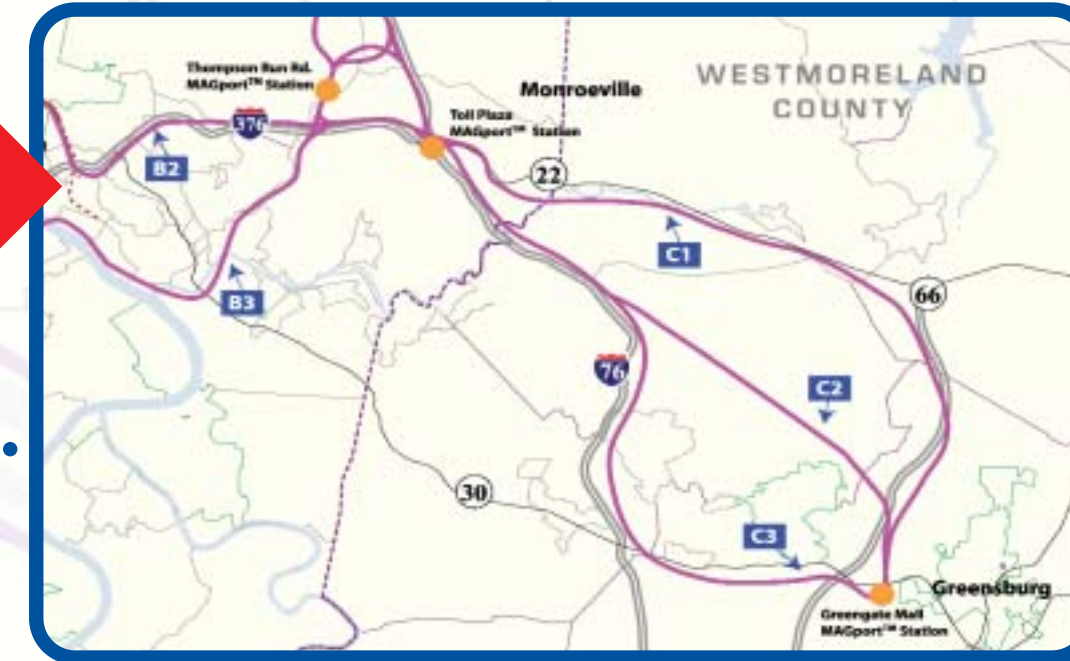 Thompson Run Rd.
MAGport™ Station
Monroeville
WESTMORELAND
COUNTY
376
Toll Plaza
MAGport™ Station
B2
22
C1
B3
66
76
C2
30
C3
Greensburg
Greengate Mall
MAGport™ Station